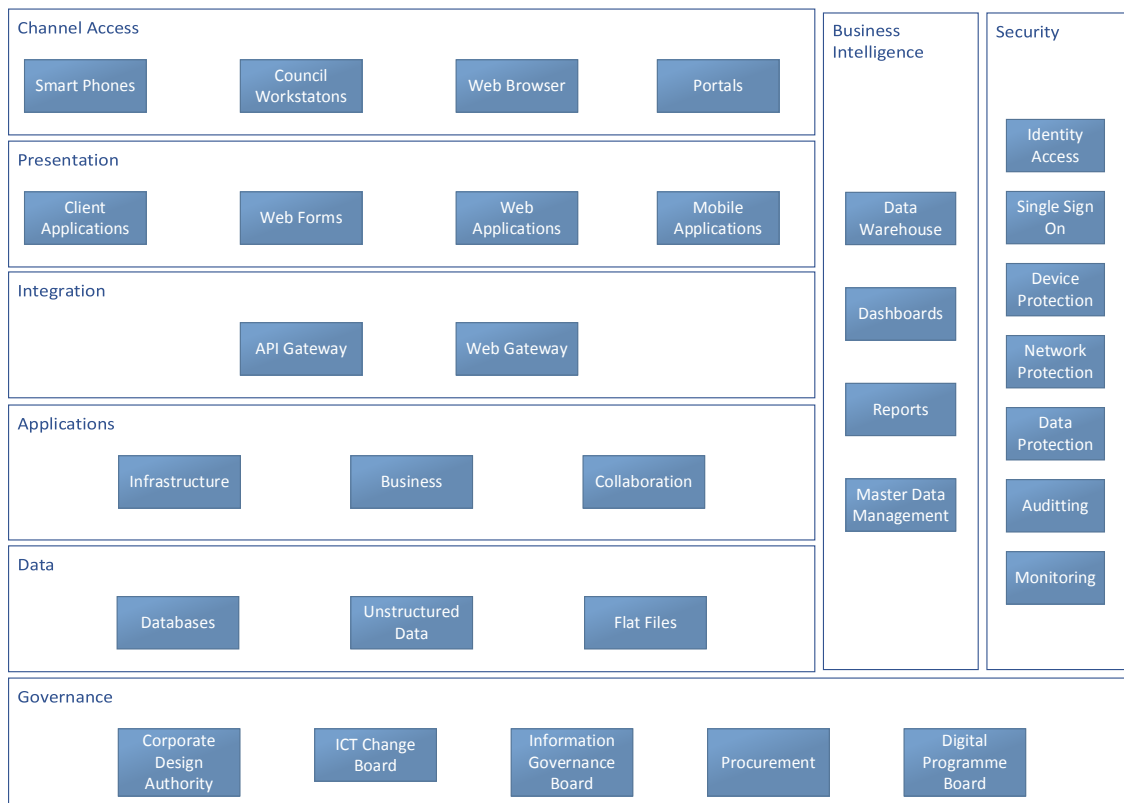 Channel Access
Smart Phones
Council
Workstatons
Web Browser
Portals
Presentation
Client
Applications
Web Forms
Web
Applications
Mobile
Applications
Integration
API Gateway
Web Gateway
Applications
Infrastructure
Business
Collaboration
Data
Databases
Unstructured
Data
Flat Files
Business
Intelligence
Data
Warehouse
Dashboards
Reports
Master Data
Management
Security
Identity
Access
Single Sign
On
Device
Protection
Network
Protection
Data
Protection
Auditting
Monitoring
Governance
Corporate
Design
Authority
ICT Change
Board
Information
Governance
Board
Procurement
Digital
Programme
Board